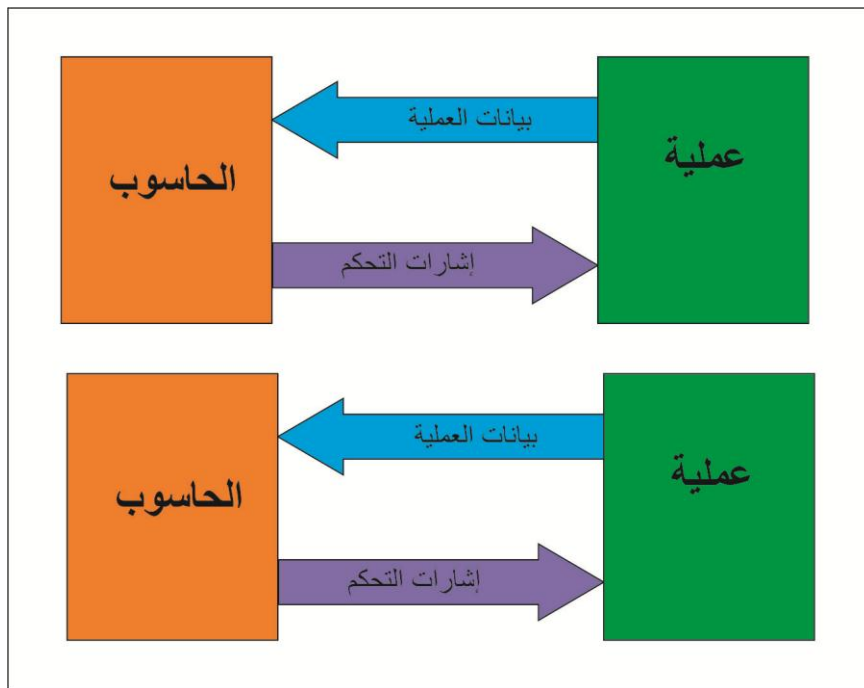 عملية
بيانات العملية
الحاسوب
إشارات التحكم
عملية
بيانات العملية
الحاسوب
إشارات التحكم